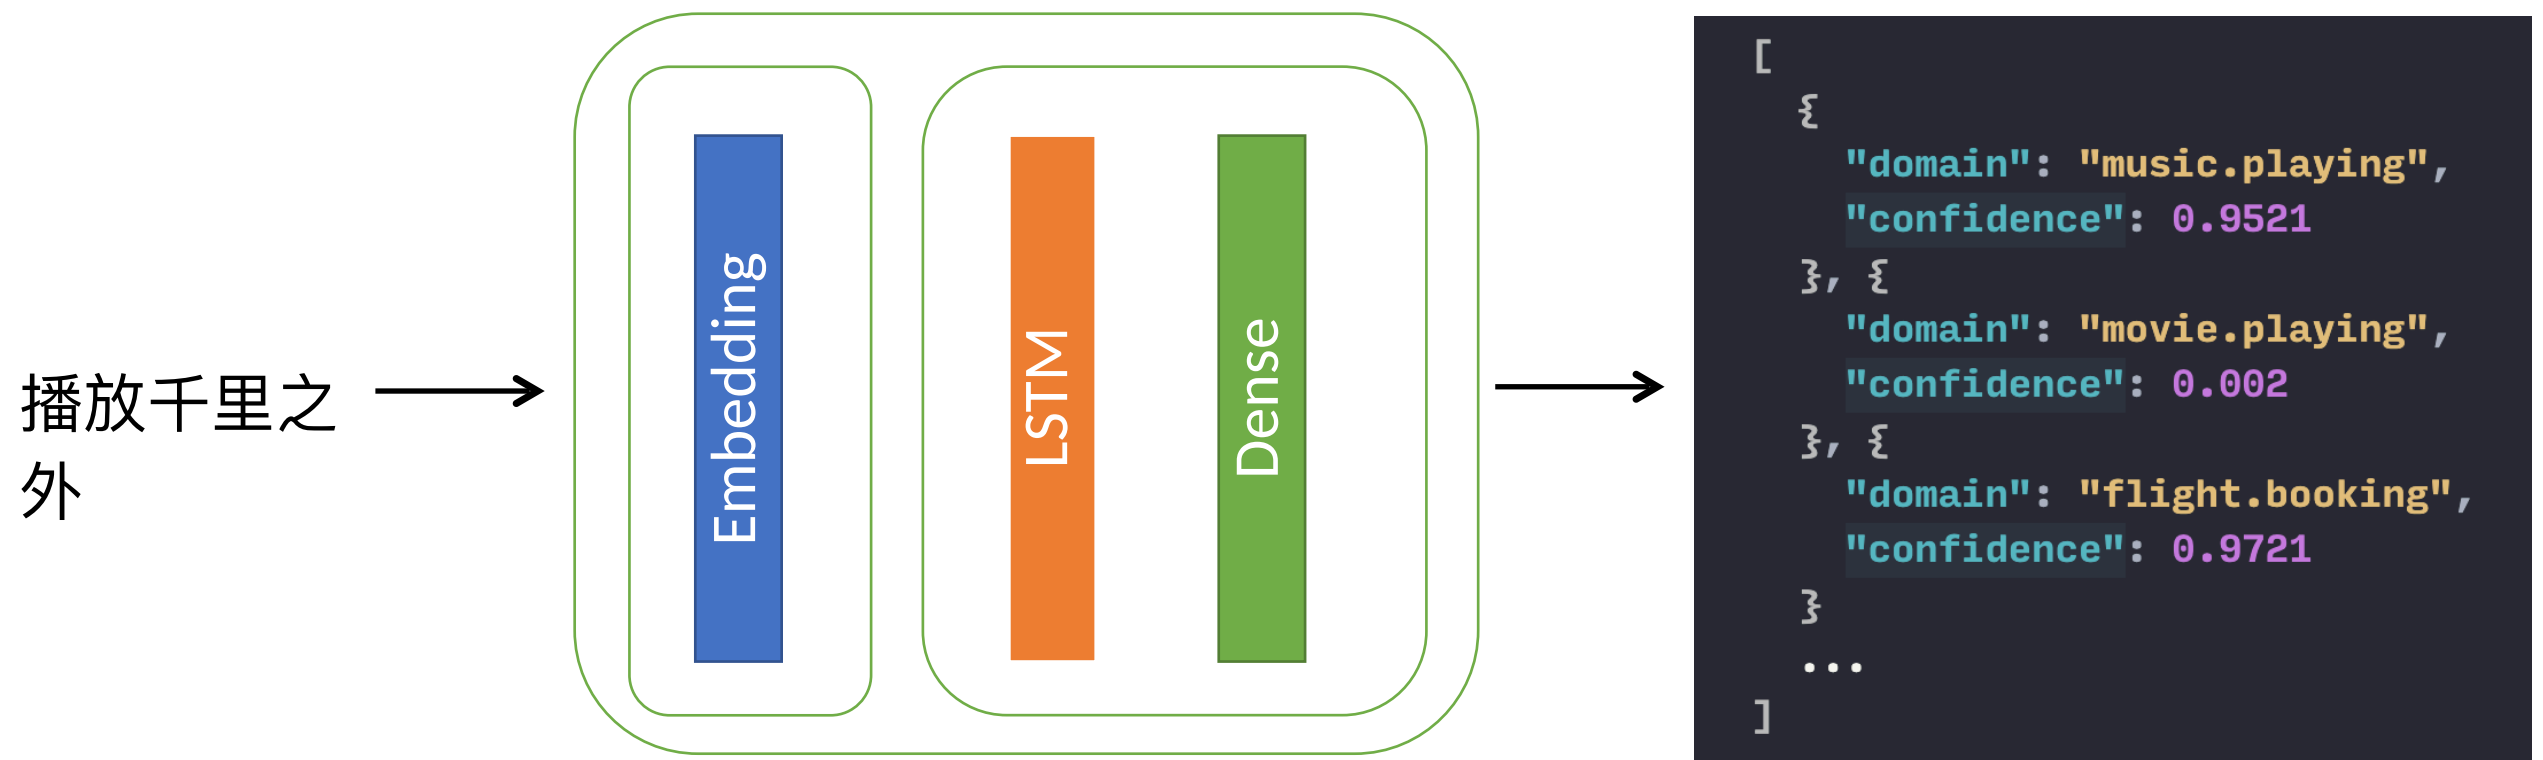 播放千里之
外
Embedding
LSTM
Dense
[
{
"domain": "music.playing",
"confidence": 0.9521
}, {
"domain": "movie.playing",
"confidence": 0.002
}, {
"domain": "flight.booking",
"confidence": 0.9721
}
...
]